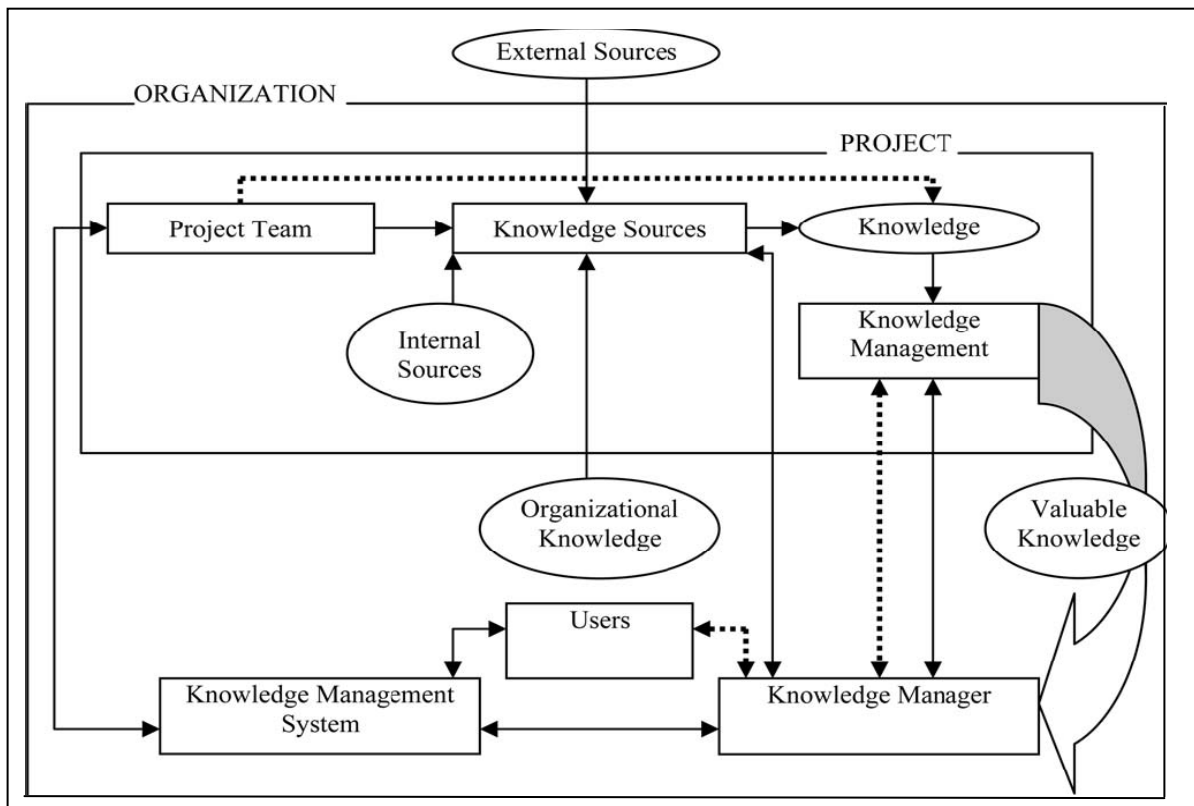 External Sources
ORGANIZATION
PROJECT
Project Team
Knowledge Sources
Knowledge
Internal
Sources
Knowledge
Management
Organizational
Knowledge
Valuable
Knowledge
Users
Knowledge Management
System
Knowledge Manager